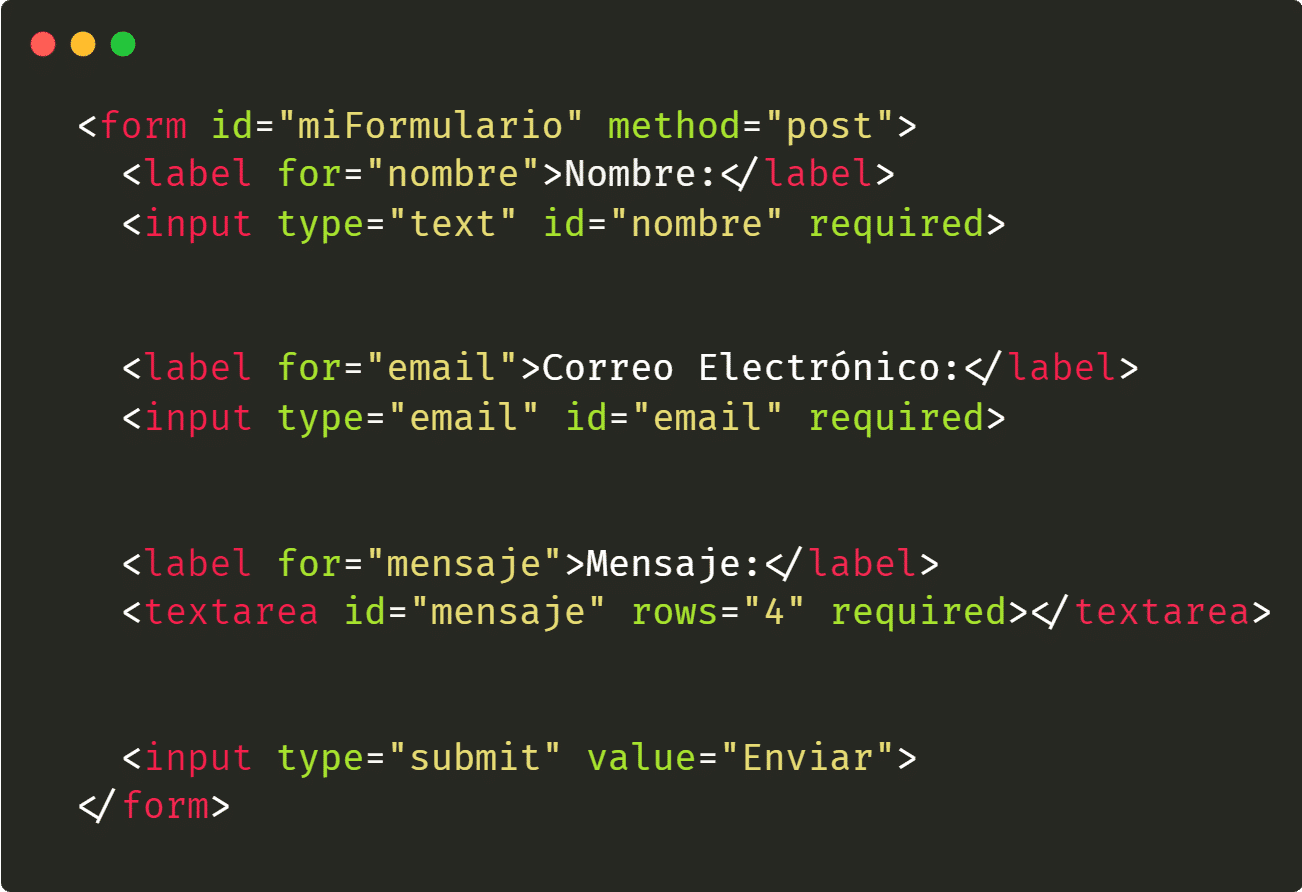 <form id="miFormulario" method="post">
<label for="nombre">Nombre:</label>
<input type="text" id="nombre" required>
<label for="email">Correo Electrónico:</label>
<input type="email" id="email" required>
<label for="mensaje">Mensaje:</label>
<textarea id="mensaje" rows="4" required></textarea>
<input type="submit" value="Enviar">
</form>